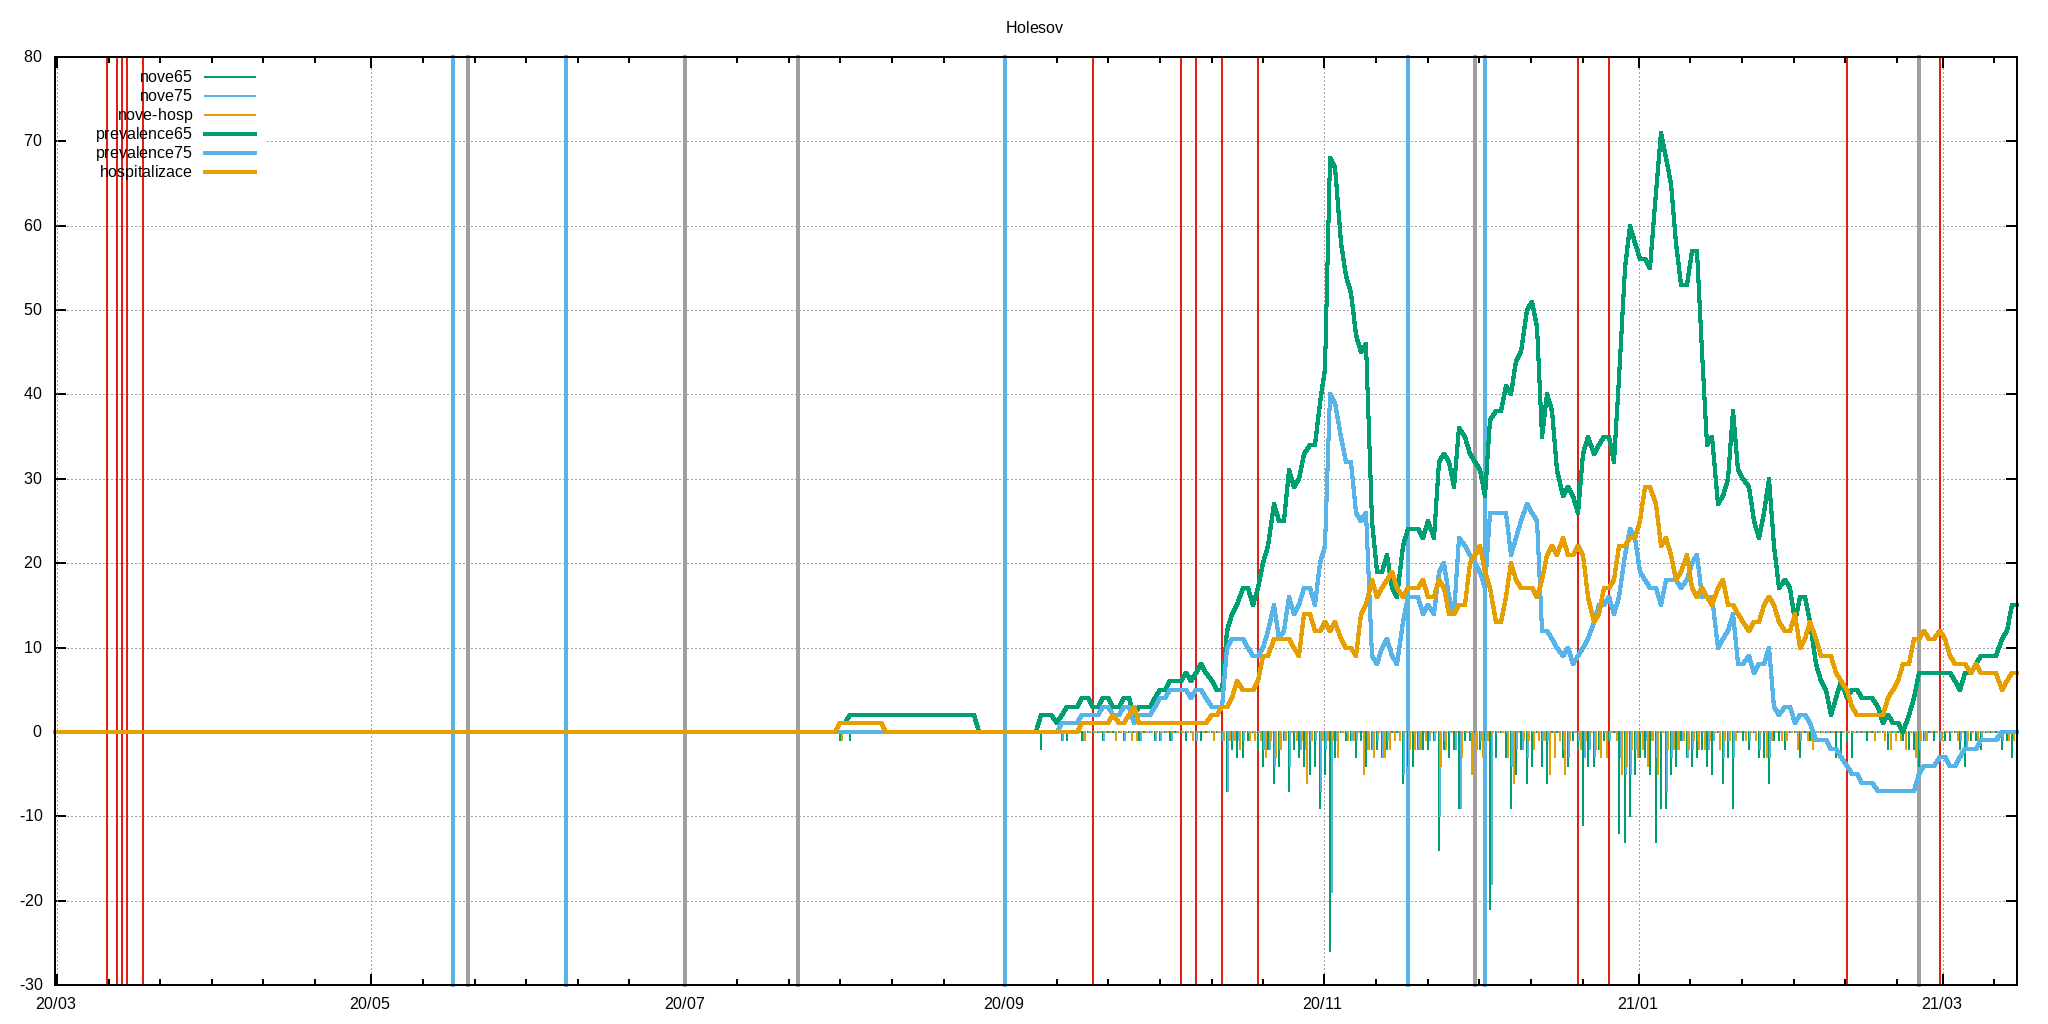 Holesov
80
nove65
nove75
nove-hosp
prevalence65
prevalence75
hospitalizace
70
60
50
40
30
20
10
0
-10
-20
-30
20/03 20/05 20/07 20/09 20/11 21/01 21/03